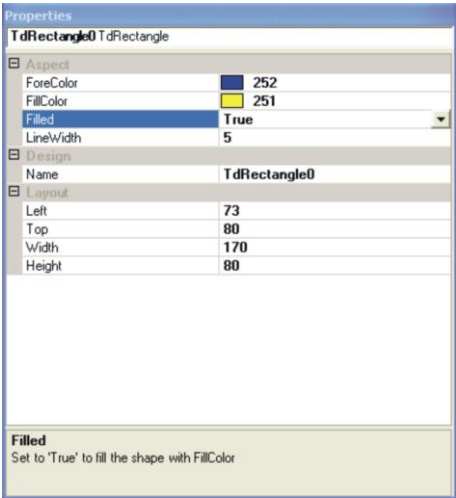 Properties
TdRectangle0 TdRectangle
Aspect
ForeColor 252
FillColor 251
Filled True
LineWidth 5
Design
Name TdRectangle0
Layout
Left 73
Top 80
Width 170
Height 80
Filled
Set to 'True' to fill the shape with FillColor